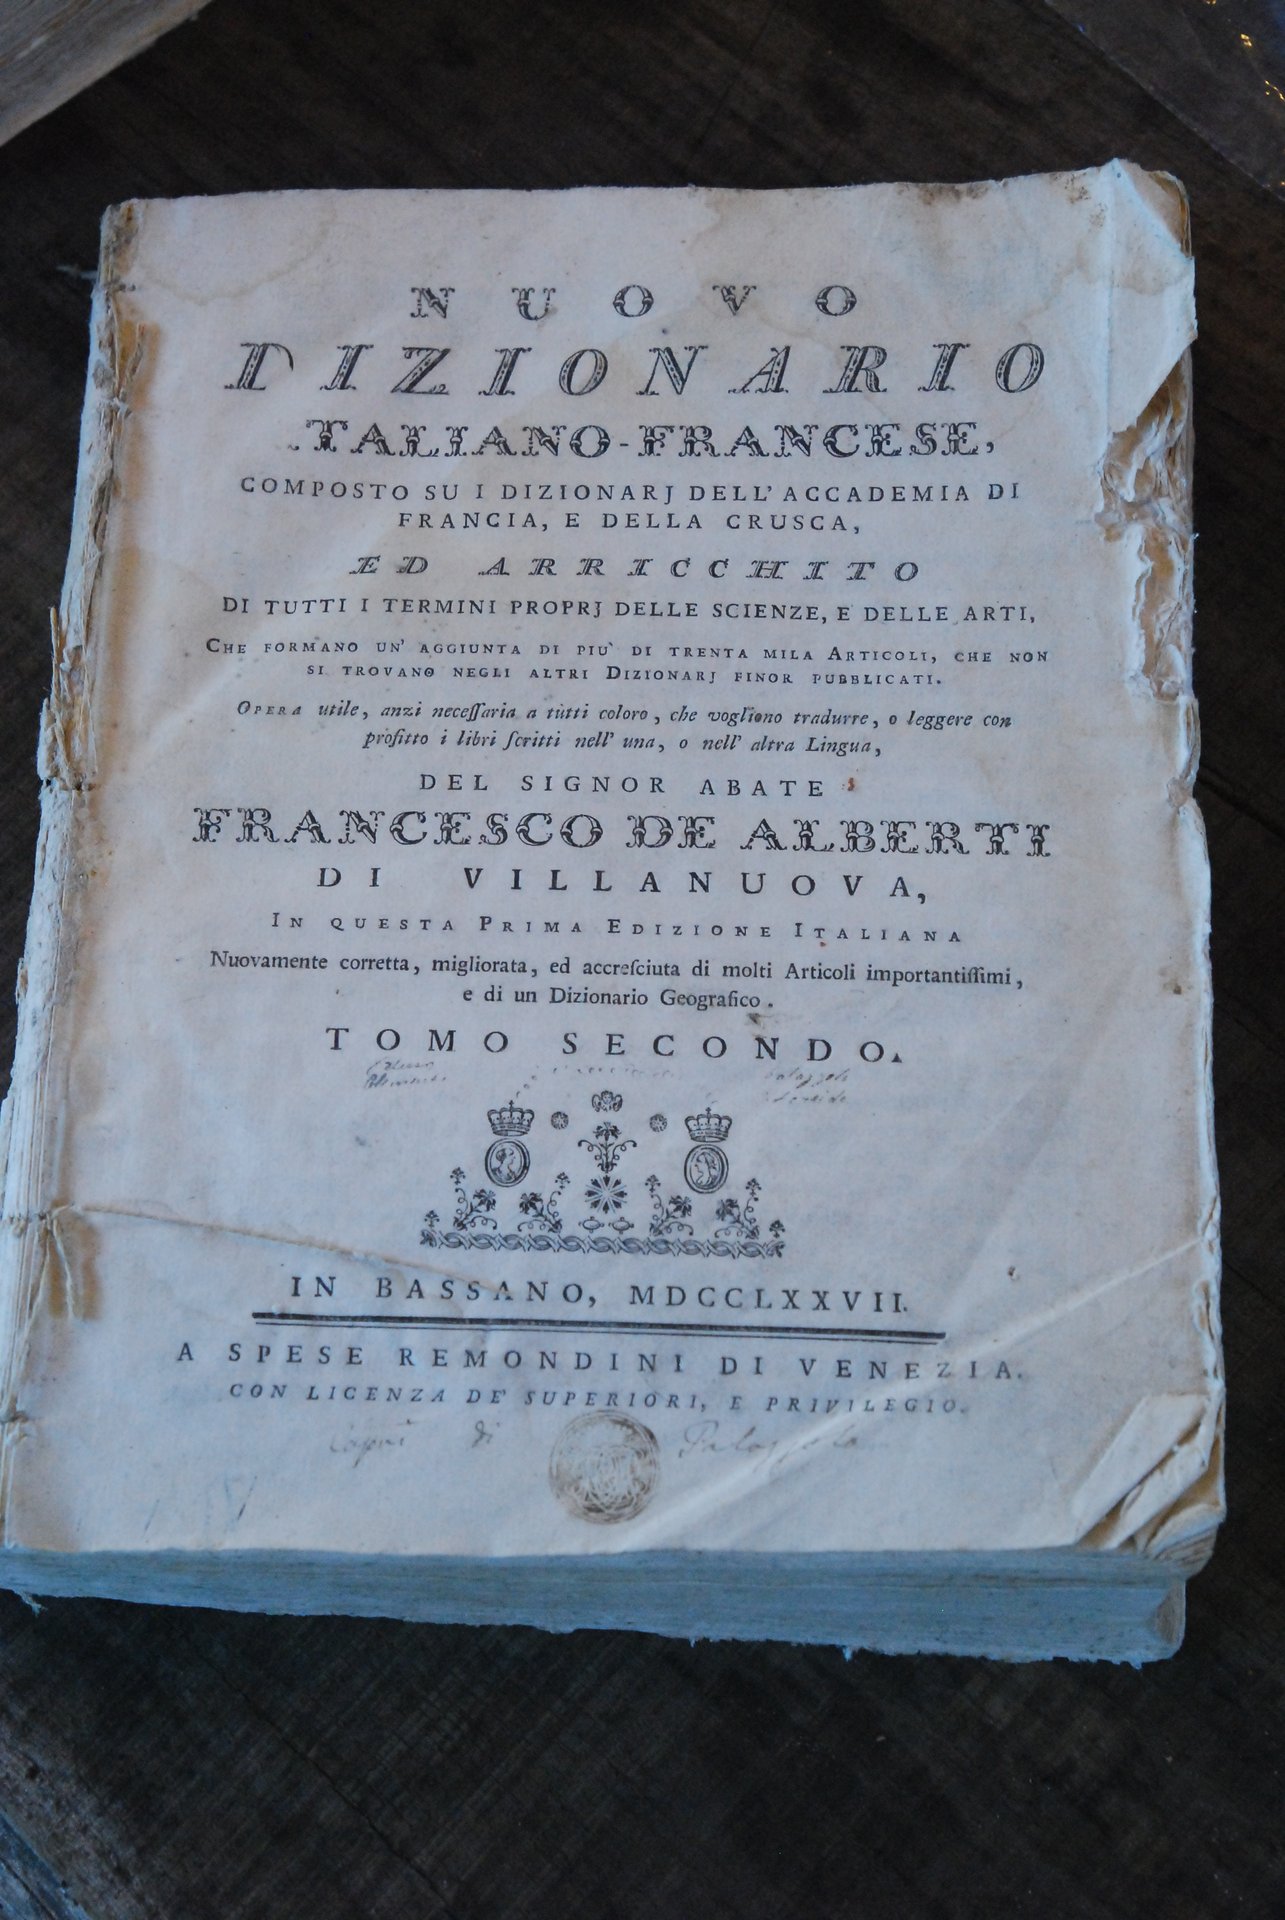 NUOVO
DIZIONARIO
TALIANO-FRANCESE,
COMPOSTO SU I DIZIONARJ DELL' ACCADEMIA DI
FRANCIA, E DELLA CRUSCA,
ED ARRICCHITO
DI TUTTI I TERMINI PROPRJ DELLE SCIENZE, E DELLE ARTI,
CHE FORMANO UN' AGGIUNTA DI PIU' DI TRENTA MILA ARTICOLI, CHE NON
SI TROVANO NEGLI ALTRI DIZIONARJ FINOR PUBBLICATI.
OPERA utile, anzi neceſſaria a tutti coloro, che vogliono tradurre, o leggere con
profitto i libri ſcritti nell' una, o nell' altra Lingua,
DEL SIGNOR ABATE
FRANCESCO DE ALBERTI
DI VILLANUOVA,
IN QUESTA PRIMA EDIZIONE ITALIANA
Nuovamente corretta, migliorata, ed accreſciuta di molti Articoli importantiſſimi,
e di un Dizionario Geografico.
TOMO SECONDO.
IN BASSANO, MDCCLXXVII.
A SPESE REMONDINI DI VENEZIA.
CON LICENZA DE' SUPERIORI, E PRIVILEGIO.
di